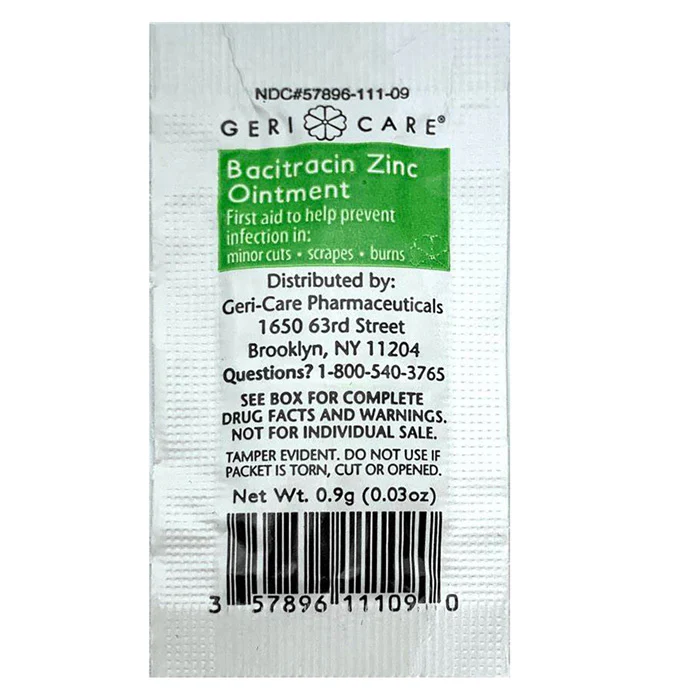 NDC#57896-111-09
GERI CARE®
Bacitracin Zinc
Ointment
First aid to help prevent
infection in:
minor cuts • scrapes • burns
Distributed by:
Geri-Care Pharmaceuticals
1650 63rd Street
Brooklyn, NY 11204
Questions? 1-800-540-3765
SEE BOX FOR COMPLETE
DRUG FACTS AND WARNINGS.
NOT FOR INDIVIDUAL SALE.
TAMPER EVIDENT. DO NOT USE IF
PACKET IS TORN, CUT OR OPENED.
Net Wt. 0.9g (0.03oz)
3 57896 11109 0